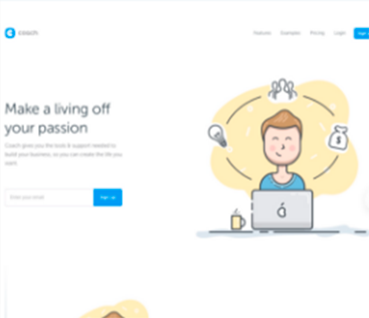 coach
Features Examples Pricing Login Sign
Make a living off
your passion
Coach gives you the tools & support needed to
build your business, so you can create the life you
want.
Enter your email
Sign up
$